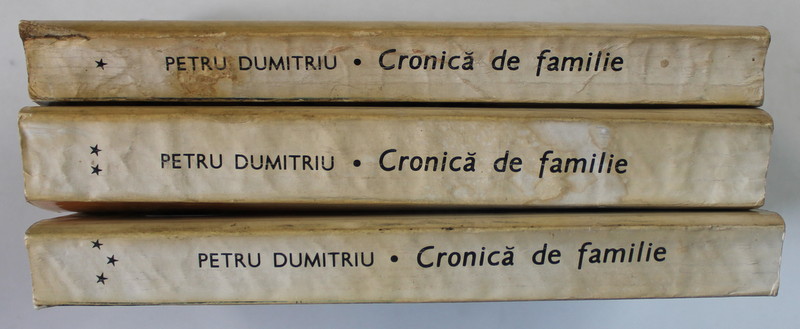 ★ PETRU DUMITRIU • Cronică de familie
★★ PETRU DUMITRIU • Cronică de familie
★★★ PETRU DUMITRIU • Cronică de familie